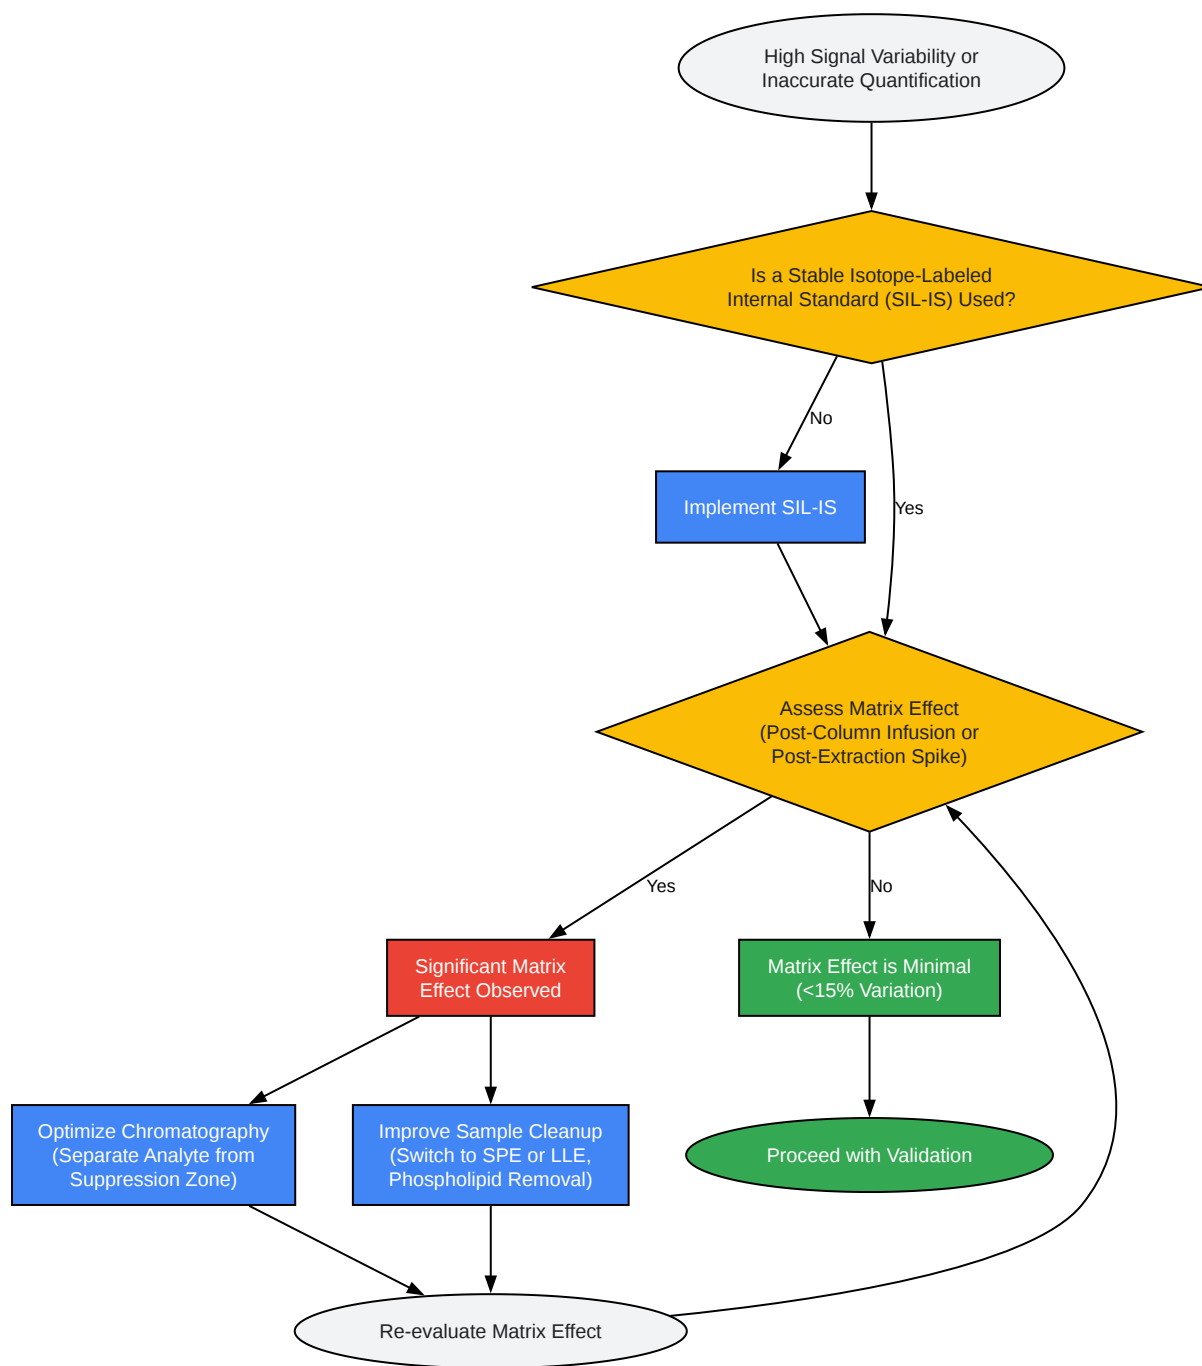 High Signal Variability or
Inaccurate Quantification
Is a Stable Isotope-Labeled
Internal Standard (SIL-IS) Used?
No
Yes
Implement SIL-IS
Assess Matrix Effect
(Post-Column Infusion or
Post-Extraction Spike)
Yes
No
Significant Matrix
Effect Observed
Matrix Effect is Minimal
(<15% Variation)
Optimize Chromatography
(Separate Analyte from
Suppression Zone)
Improve Sample Cleanup
(Switch to SPE or LLE,
Phospholipid Removal)
Proceed with Validation
Re-evaluate Matrix Effect